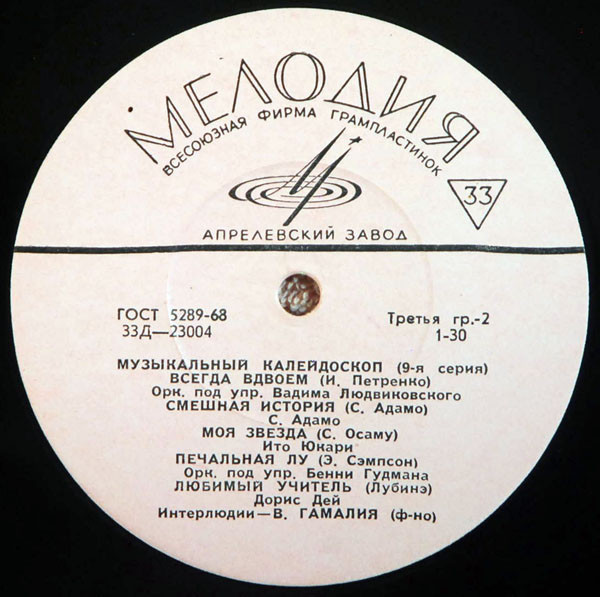 МЕЛОДИЯ
ВСЕСОЮЗНАЯ ФИРМА ГРАМПЛАСТИНОК
33
АПРЕЛЕВСКИЙ ЗАВОД
ГОСТ 5289-68 Третья гр.-2
33Д—23004 1-30
МУЗЫКАЛЬНЫЙ КАЛЕЙДОСКОП (9-я серия)
ВСЕГДА ВДВОЕМ (И. Петренко)
Орк. под упр. Вадима Людвиковского
СМЕШНАЯ ИСТОРИЯ (С. Адамо)
С. Адамо
МОЯ ЗВЕЗДА (С. Осаму)
Ито Юкари
ПЕЧАЛЬНАЯ ЛУ (Э. Сэмпсон)
Орк. под упр. Бенни Гудмана
ЛЮБИМЫЙ УЧИТЕЛЬ (Лубинэ)
Дорис Дей
Интерлюдии—В. ГАМАЛИЯ (ф-но)